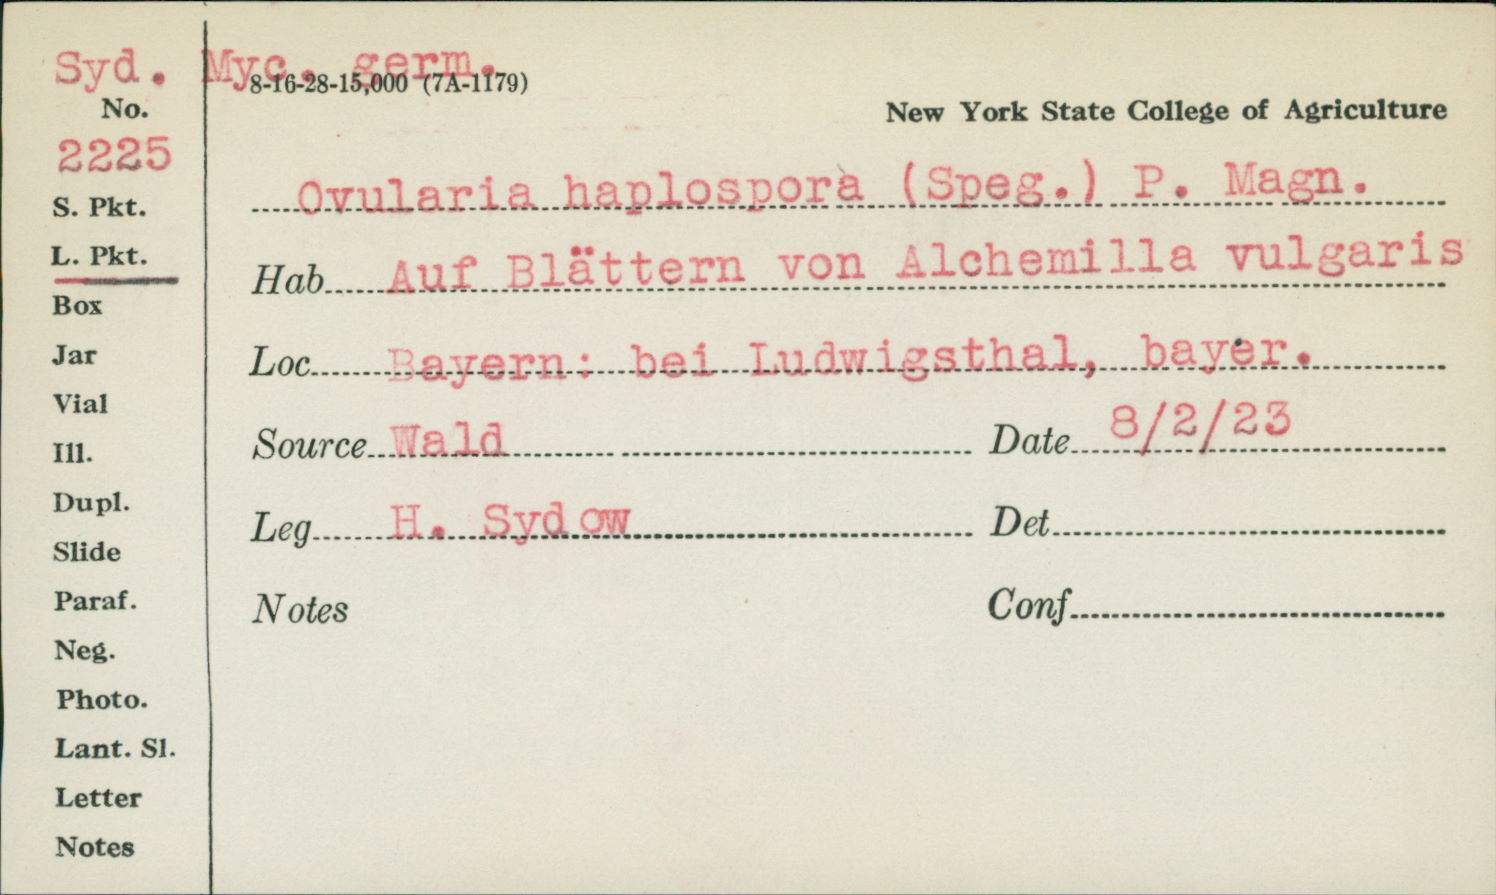 Syd. Myc. germ.
8-16-28-15,000 (7A-1179)
No.
New York State College of Agriculture
2225
Ovularia haplospora (Speg.) P. Magn.
S. Pkt.
L. Pkt.
Hab Auf Blättern von Alchemilla vulgaris
Box
Jar
Loc Bayern: bei Ludwigsthal, bayer.
Vial
Source Wald Date 8/2/23
Ill.
Dupl.
Leg H. Sydow Det
Slide
Paraf.
Notes Conf
Neg.
Photo.
Lant. Sl.
Letter
Notes